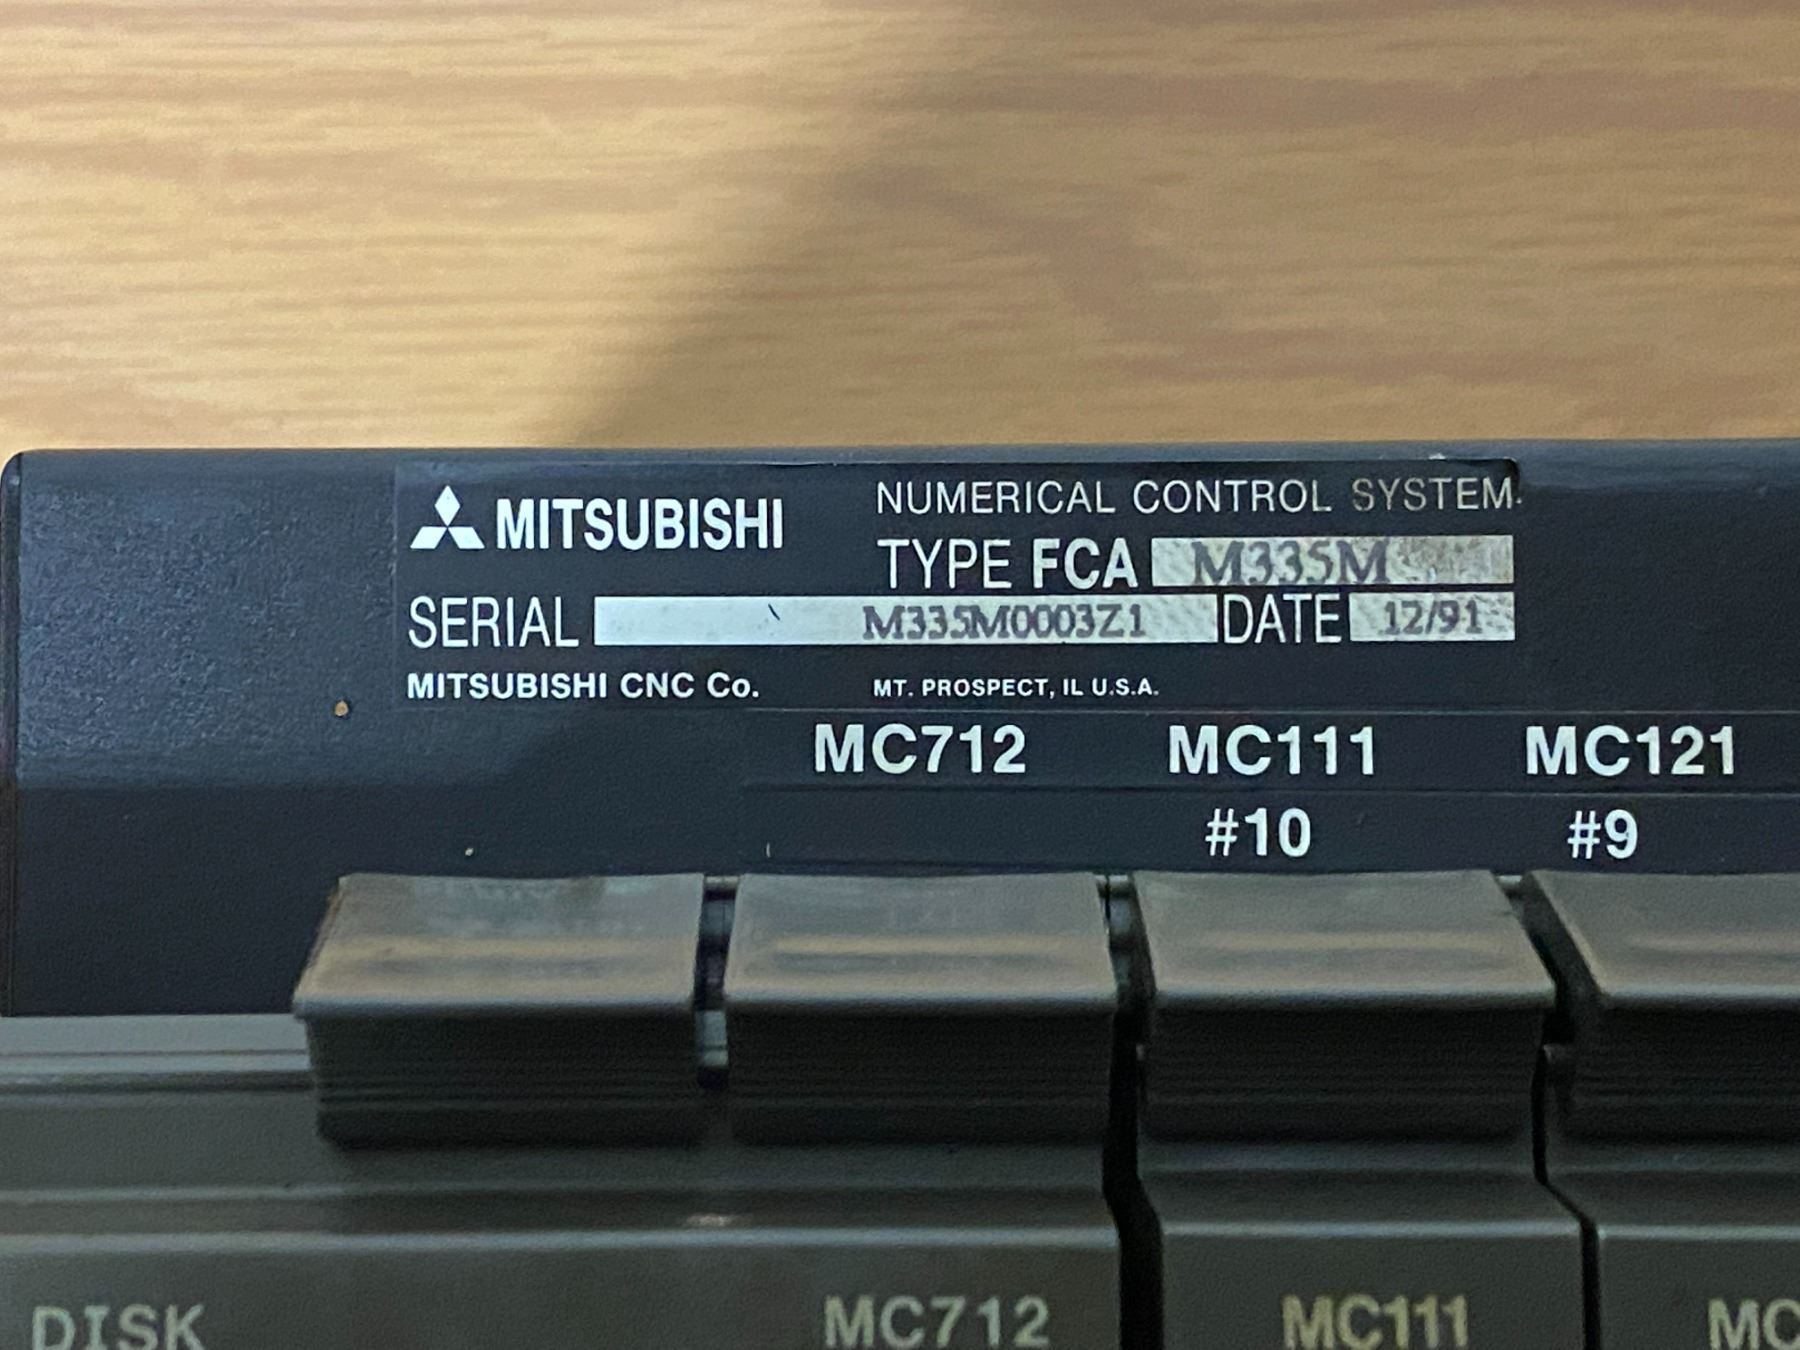 MITSUBISHI NUMERICAL CONTROL SYSTEM
TYPE FCA M335M
SERIAL M335M0003Z1 DATE 12/91
MITSUBISHI CNC Co. MT. PROSPECT, IL U.S.A.
MC712 MC111 MC121
#10 #9
DISK MC712 MC111 MC